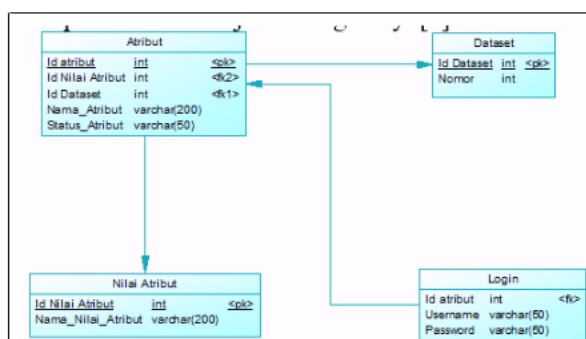 Atribut
Id atribut int <pk>
Id Nilai Atribut int <fk2>
Id Dataset int <fk1>
Nama_Atribut varchar(200)
Status_Atribut varchar(50)
Dataset
Id Dataset int <pk>
Nomor int
Nilai Atribut
Id Nilai Atribut int <pk>
Nama_Nilai_Atribut varchar(200)
Login
Id atribut int <fk>
Username varchar(50)
Password varchar(50)